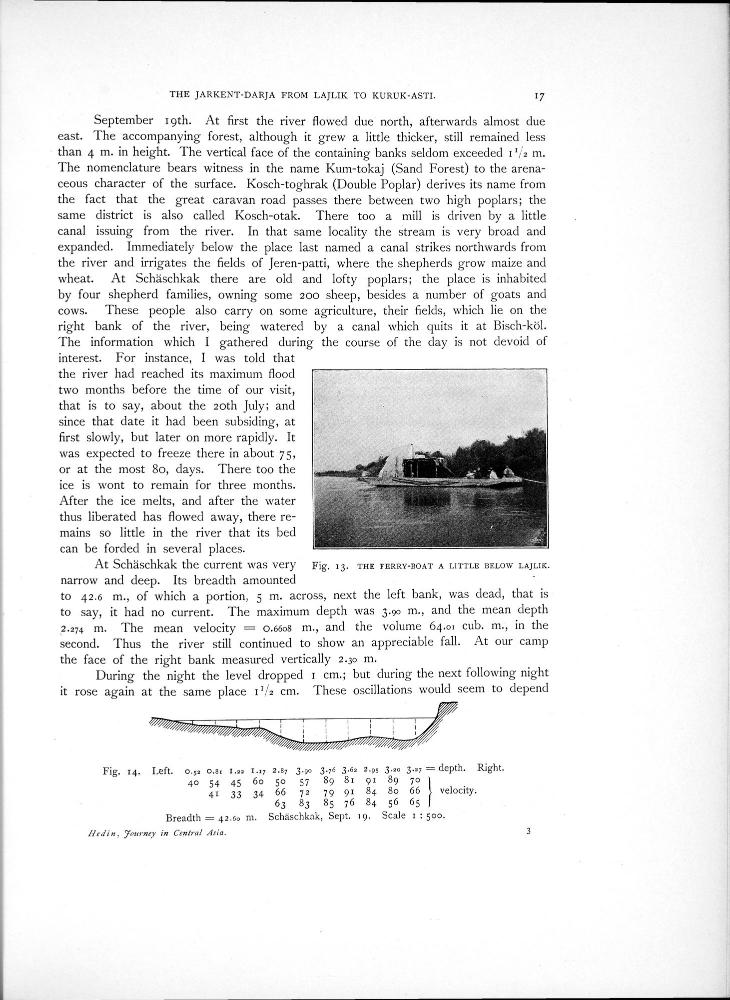 THE JARKENT-DARJA FROM LAJLIK TO KURUK-ASTI. 17
September 19th. At first the river flowed due north, afterwards almost due
east. The accompanying forest, although it grew a little thicker, still remained less
than 4 m. in height. The vertical face of the containing banks seldom exceeded 1 1/2 m.
The nomenclature bears witness in the name Kum-tokaj (Sand Forest) to the arena-
ceous character of the surface. Kosch-toghrak (Double Poplar) derives its name from
the fact that the great caravan road passes there between two high poplars; the
same district is also called Kosch-otak. There too a mill is driven by a little
canal issuing from the river. In that same locality the stream is very broad and
expanded. Immediately below the place last named a canal strikes northwards from
the river and irrigates the fields of Jeren-patti, where the shepherds grow maize and
wheat. At Schäschkak there are old and lofty poplars; the place is inhabited
by four shepherd families, owning some 200 sheep, besides a number of goats and
cows. These people also carry on some agriculture, their fields, which lie on the
right bank of the river, being watered by a canal which quits it at Bisch-köl.
The information which I gathered during the course of the day is not devoid of
interest. For instance, I was told that
the river had reached its maximum flood
two months before the time of our visit,
that is to say, about the 20th July; and
since that date it had been subsiding, at
first slowly, but later on more rapidly. It
was expected to freeze there in about 75,
or at the most 80, days. There too the
ice is wont to remain for three months.
After the ice melts, and after the water
thus liberated has flowed away, there re-
mains so little in the river that its bed
can be forded in several places.
Fig. 13. THE FERRY-BOAT A LITTLE BELOW LAJLIK.
At Schäschkak the current was very
narrow and deep. Its breadth amounted
to 42.6 m., of which a portion, 5 m. across, next the left bank, was dead, that is
to say, it had no current. The maximum depth was 3.90 m., and the mean depth
2.274 m. The mean velocity = 0.6608 m., and the volume 64.01 cub. m., in the
second. Thus the river still continued to show an appreciable fall. At our camp
the face of the right bank measured vertically 2.30 m.
During the night the level dropped 1 cm.; but during the next following night
it rose again at the same place 1 1/2 cm. These oscillations would seem to depend
Fig. 14. Left. 0.52 0.81 1.22 1.17 2.87 3.90 3.76 3.62 2.95 3.20 3.27 = depth. Right.
40 54 45 60 50 57 89 81 91 89 70
41 33 34 66 72 79 91 84 80 66 } velocity.
63 83 85 76 84 56 65
Breadth = 42.60 m. Schäschkak, Sept. 19. Scale 1 : 500.
Hedin, Journey in Central Asia. 3